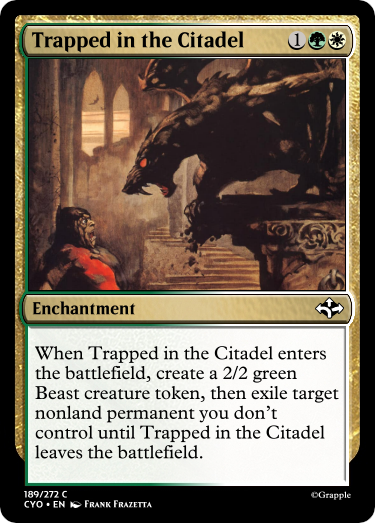 Trapped in the Citadel 1
Enchantment
When Trapped in the Citadel enters
the battlefield, create a 2/2 green
Beast creature token, then exile target
nonland permanent you don't
control until Trapped in the Citadel
leaves the battlefield.
189/272 C
CYO • EN FRANK FRAZETTA
©Grapple